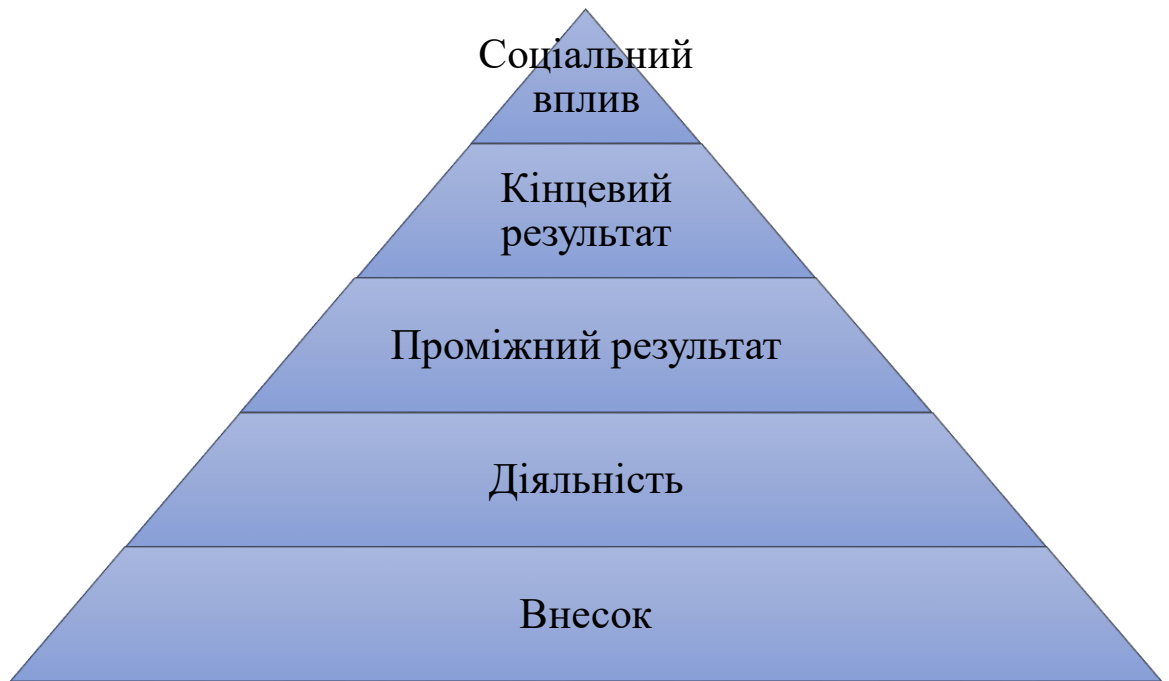 Соціальний
вплив
Кінцевий
результат
Проміжний результат
Діяльність
Внесок